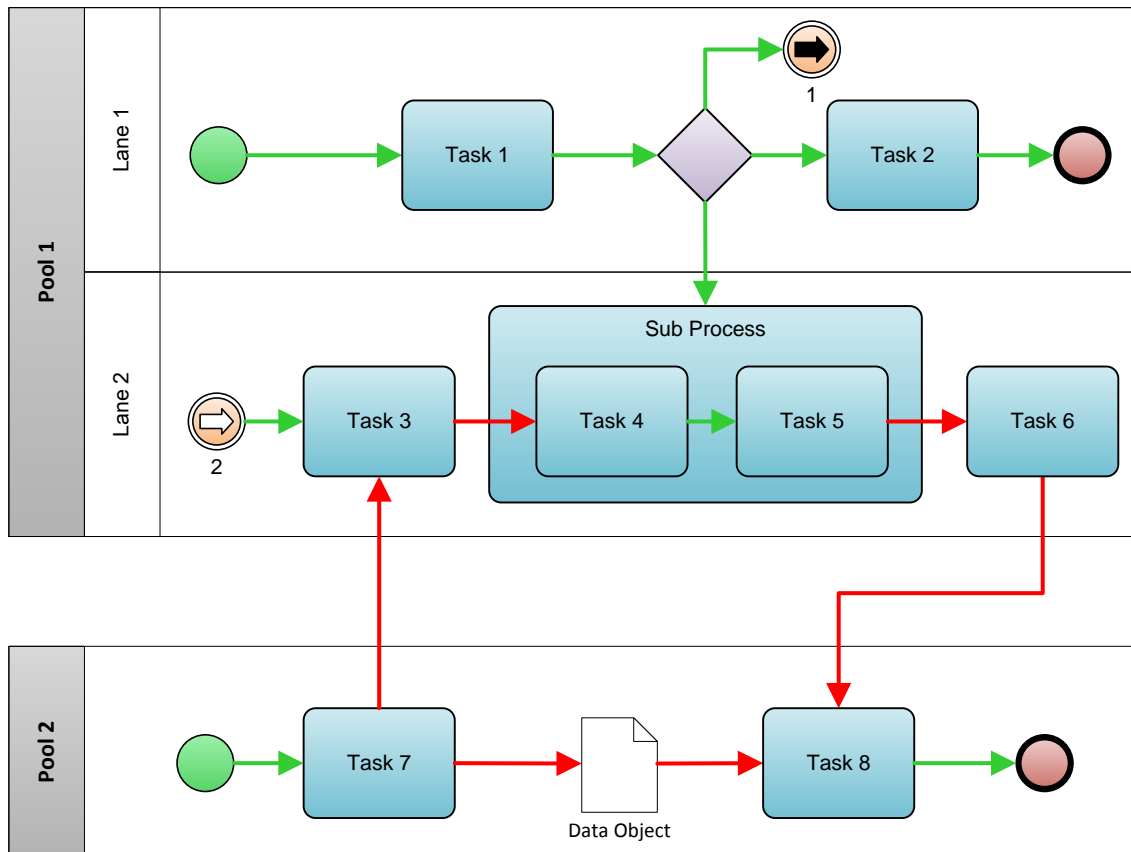 Pool 1
Lane 1
1
Task 1
Task 2
Lane 2
Sub Process
2
Task 3
Task 4
Task 5
Task 6
Pool 2
Task 7
Data Object
Task 8